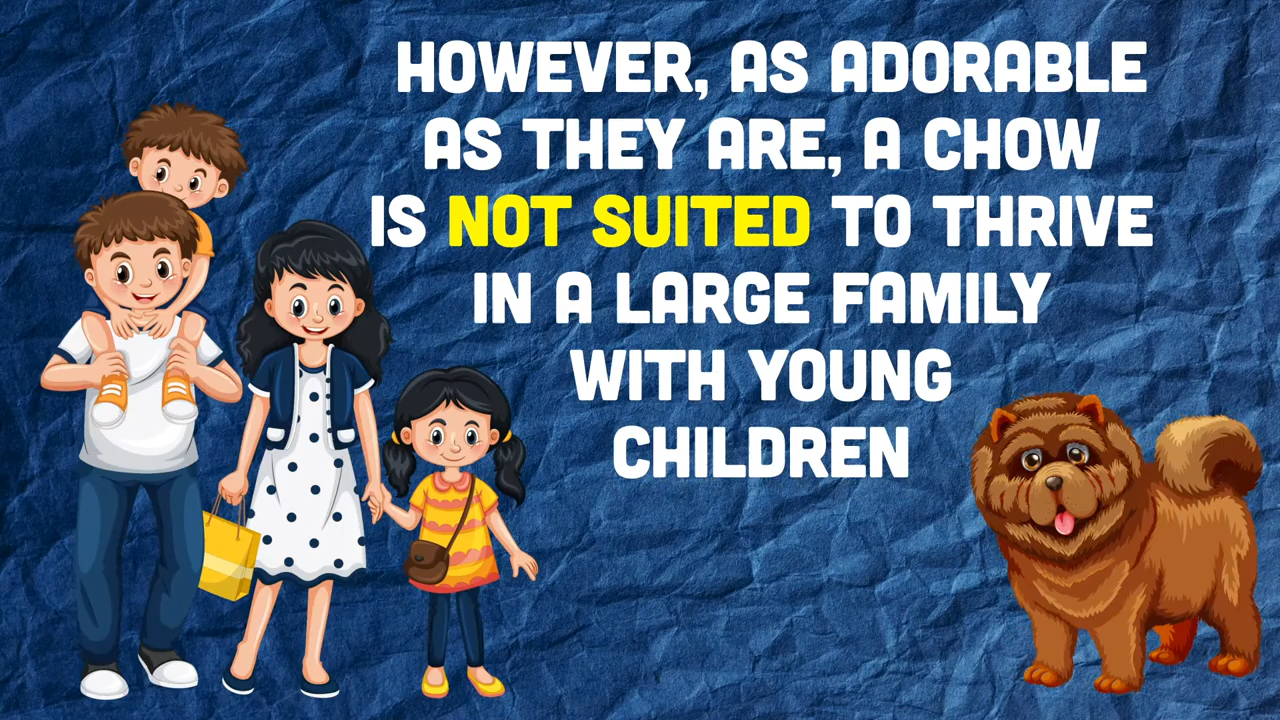 HOWEVER, AS ADORABLE
AS THEY ARE, A CHOW
IS NOT SUITED TO THRIVE
IN A LARGE FAMILY
WITH YOUNG
CHILDREN